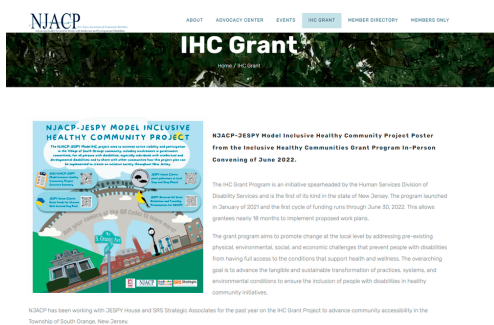 NJACP
ABOUT ADVOCACY CENTER EVENTS IHC GRANT MEMBER DIRECTORY MEMBERS ONLY
IHC Grant
Home / IHC Grant
NJACP-JESPY MODEL INCLUSIVE
HEALTHY COMMUNITY PROJECT
S. Orange Ave
NJACP-JESPY Model Inclusive Healthy Community Project Poster
from the Inclusive Healthy Communities Grant Program In-Person
Convening of June 2022.
The IHC Grant Program is an initiative spearheaded by the Human Services Division of
Disability Services and is the first of its kind in the state of New Jersey. The program launched
in January of 2021 and the first cycle of funding runs through June 30, 2022. This allows
grantees nearly 18 months to implement proposed work plans.
The grant program aims to promote change at the local level by addressing pre-existing
physical, environmental, social, and economic challenges that prevent people with disabilities
from having full access to the conditions that support health and wellness. The overarching
goal is to advance the tangible and sustainable transformation of practices, systems, and
environmental conditions to ensure the inclusion of people with disabilities in healthy
community initiatives.
NJACP has been working with JESPY House and SRS Strategic Associates for the past year on the IHC Grant Project to advance community accessibility in the
Township of South Orange, New Jersey.